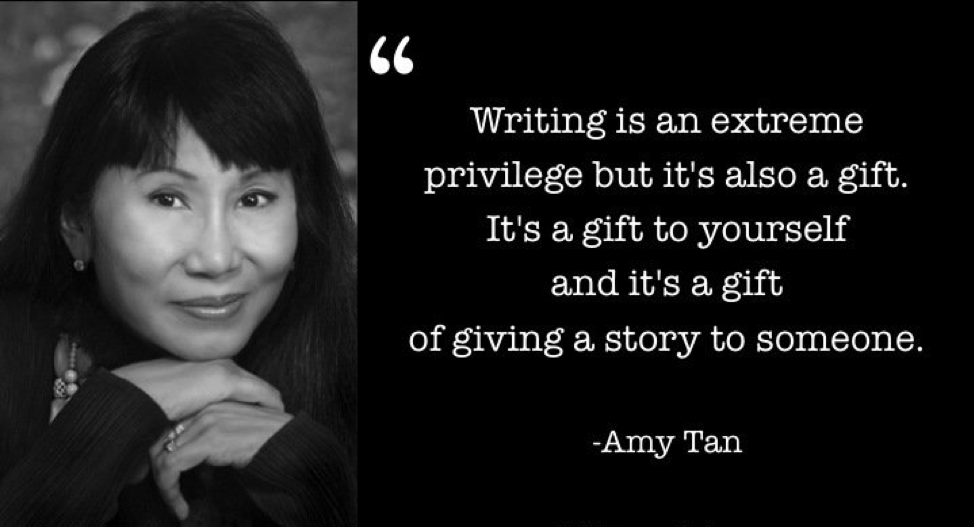 “
Writing is an extreme
privilege but it's also a gift.
It's a gift to yourself
and it's a gift
of giving a story to someone.
-Amy Tan